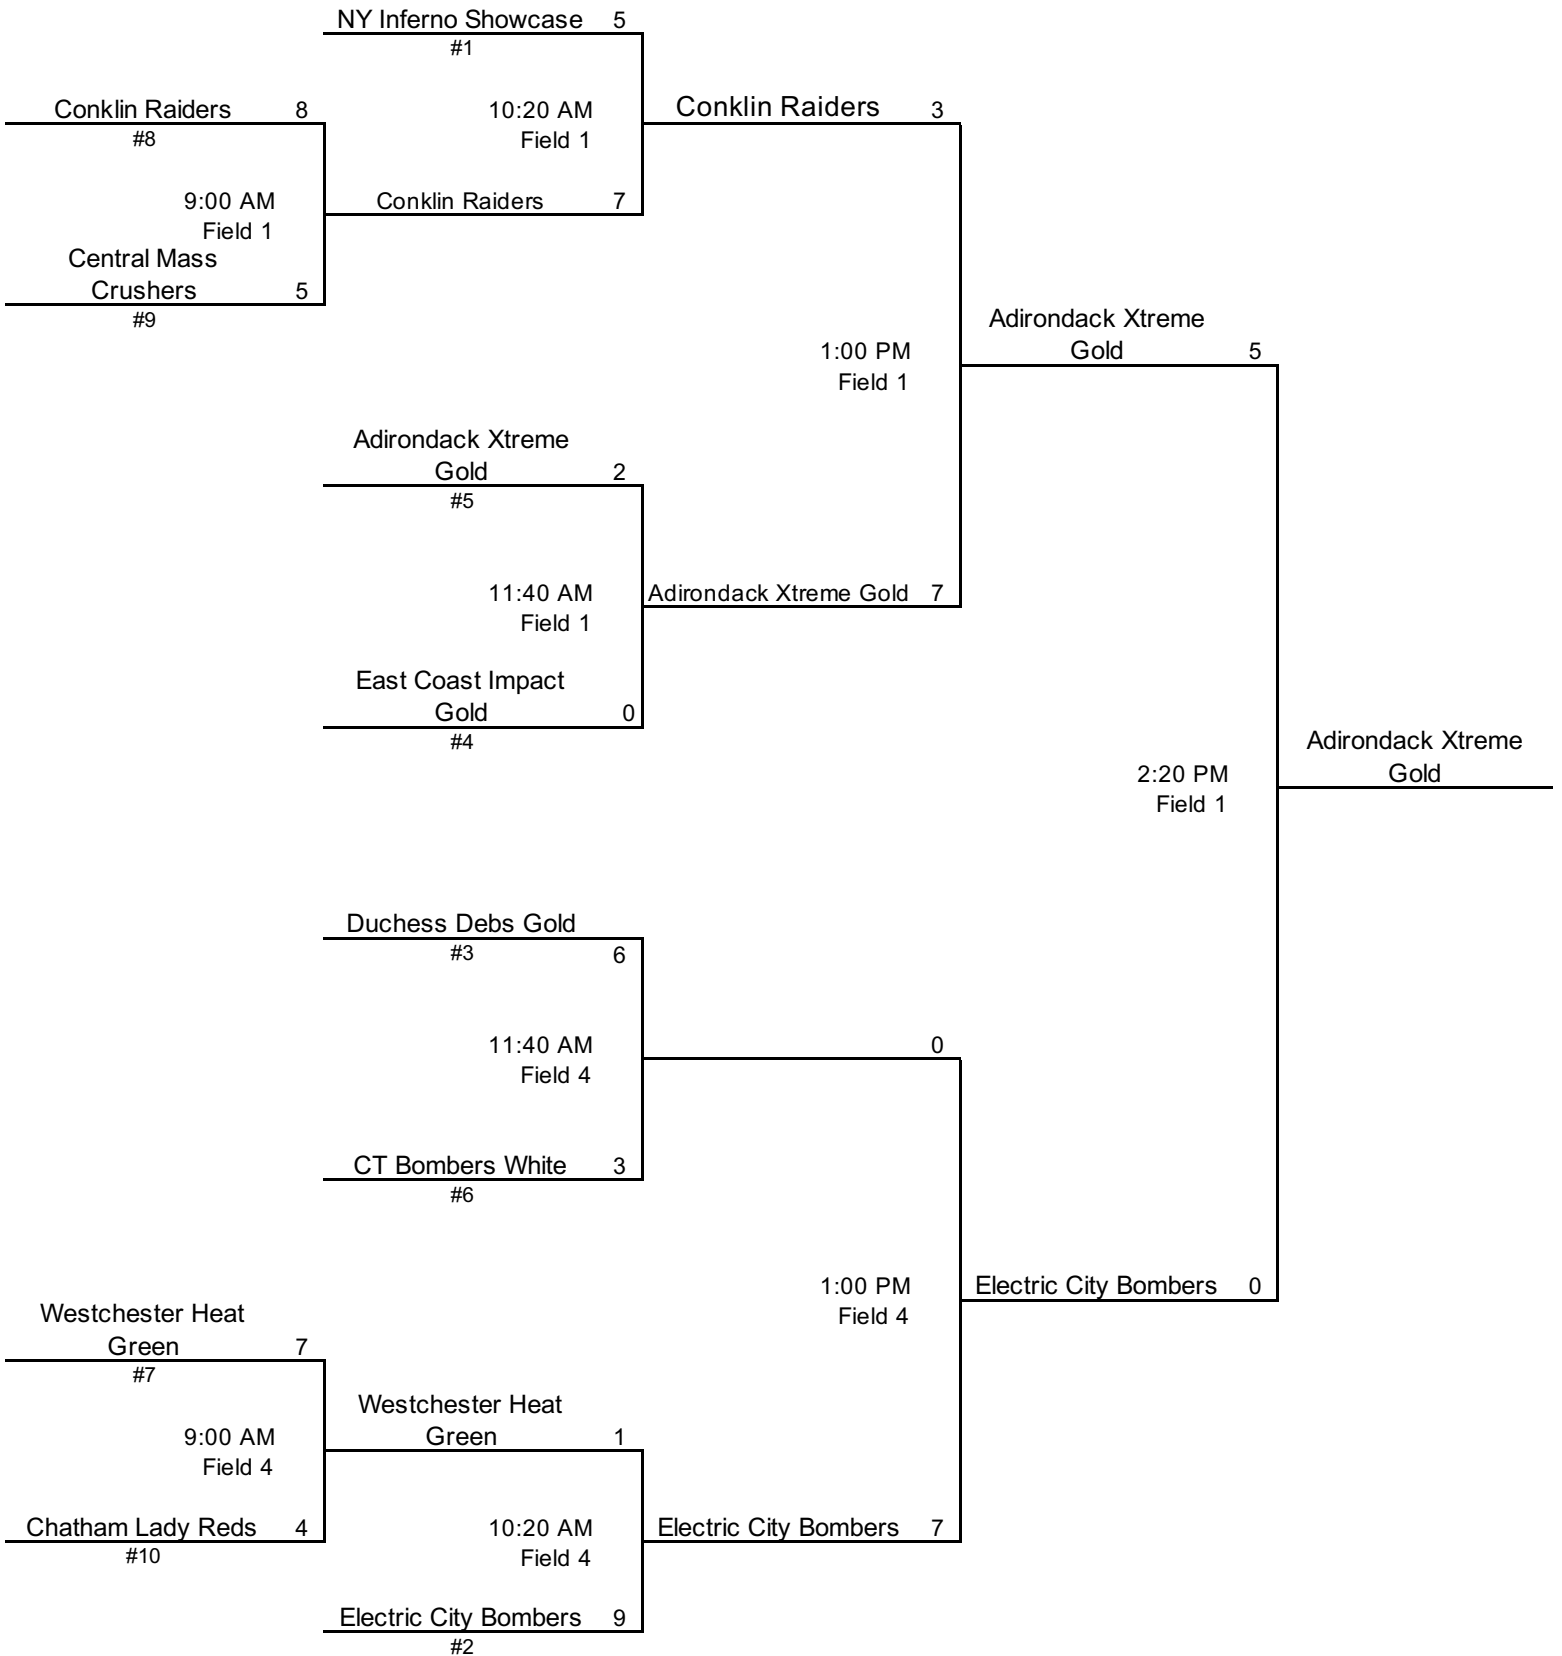 NY Inferno Showcase 5
#1
Conklin Raiders 8
#8
10:20 AM
Field 1
Conklin Raiders 3
9:00 AM
Field 1
Conklin Raiders 7
Central Mass
Crushers 5
#9
Adirondack Xtreme
Gold 5
1:00 PM
Field 1
Adirondack Xtreme
Gold 2
#5
11:40 AM
Field 1
Adirondack Xtreme Gold 7
East Coast Impact
Gold 0
#4
Adirondack Xtreme
Gold
2:20 PM
Field 1
Duchess Debs Gold
#3 6
11:40 AM
Field 4
0
CT Bombers White 3
#6
1:00 PM
Field 4
Electric City Bombers 0
Westchester Heat
Green 7
#7
Westchester Heat
Green 1
9:00 AM
Field 4
Chatham Lady Reds 4
#10
10:20 AM
Field 4
Electric City Bombers 7
Electric City Bombers 9
#2